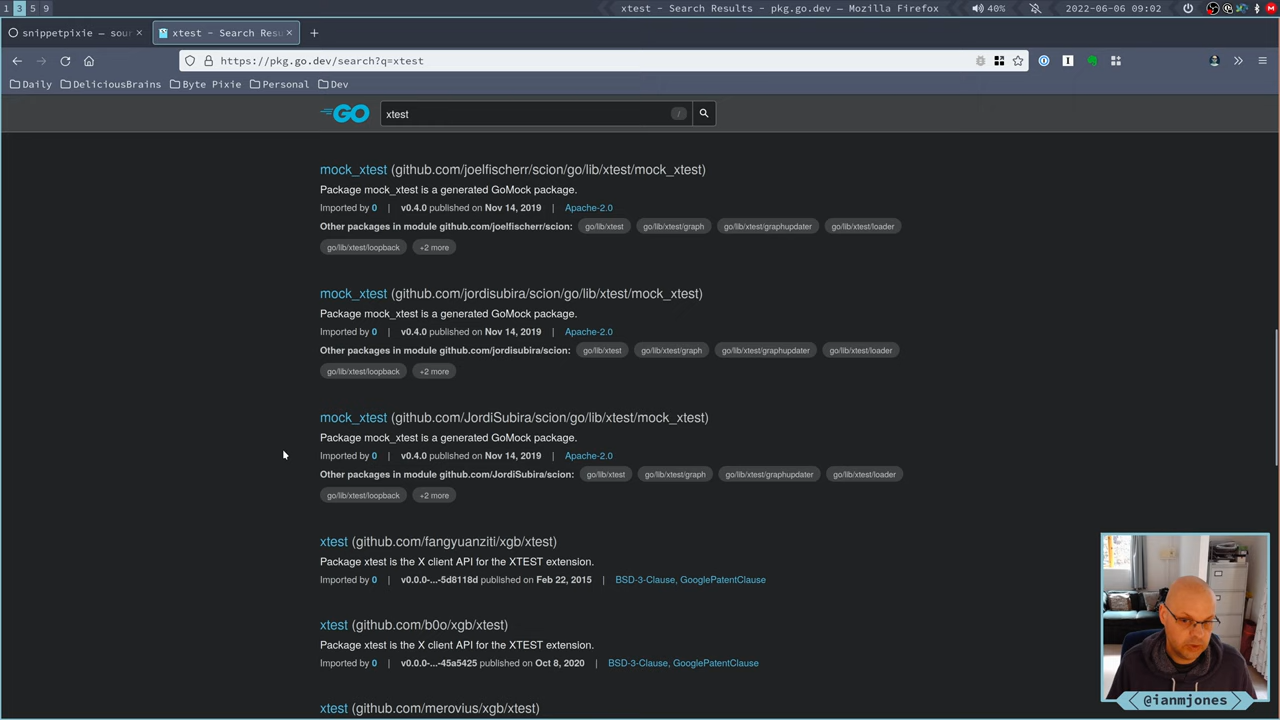 1 3 5 9
xtest - Search Results - pkg.go.dev — Mozilla Firefox
40%
2022-06-06 09:02
snippetpixie — sour
xtest - Search Resu
https://pkg.go.dev/search?q=xtest
Daily
DeliciousBrains
Byte Pixie
Personal
Dev
GO
xtest
/
mock_xtest (github.com/joelfischerr/scion/go/lib/xtest/mock_xtest)
Package mock_xtest is a generated GoMock package.
Imported by 0 | v0.4.0 published on Nov 14, 2019 | Apache-2.0
Other packages in module github.com/joelfischerr/scion: go/lib/xtest go/lib/xtest/graph go/lib/xtest/graphupdater go/lib/xtest/loader
go/lib/xtest/loopback +2 more
mock_xtest (github.com/jordisubira/scion/go/lib/xtest/mock_xtest)
Package mock_xtest is a generated GoMock package.
Imported by 0 | v0.4.0 published on Nov 14, 2019 | Apache-2.0
Other packages in module github.com/jordisubira/scion: go/lib/xtest go/lib/xtest/graph go/lib/xtest/graphupdater go/lib/xtest/loader
go/lib/xtest/loopback +2 more
mock_xtest (github.com/JordiSubira/scion/go/lib/xtest/mock_xtest)
Package mock_xtest is a generated GoMock package.
Imported by 0 | v0.4.0 published on Nov 14, 2019 | Apache-2.0
Other packages in module github.com/JordiSubira/scion: go/lib/xtest go/lib/xtest/graph go/lib/xtest/graphupdater go/lib/xtest/loader
go/lib/xtest/loopback +2 more
xtest (github.com/fangyuanziti/xgb/xtest)
Package xtest is the X client API for the XTEST extension.
Imported by 0 | v0.0.0-...-5d8118d published on Feb 22, 2015 | BSD-3-Clause, GooglePatentClause
xtest (github.com/b0o/xgb/xtest)
Package xtest is the X client API for the XTEST extension.
Imported by 0 | v0.0.0-...-45a5425 published on Oct 8, 2020 | BSD-3-Clause, GooglePatentClause
xtest (github.com/merovius/xgb/xtest)
@ianmjones